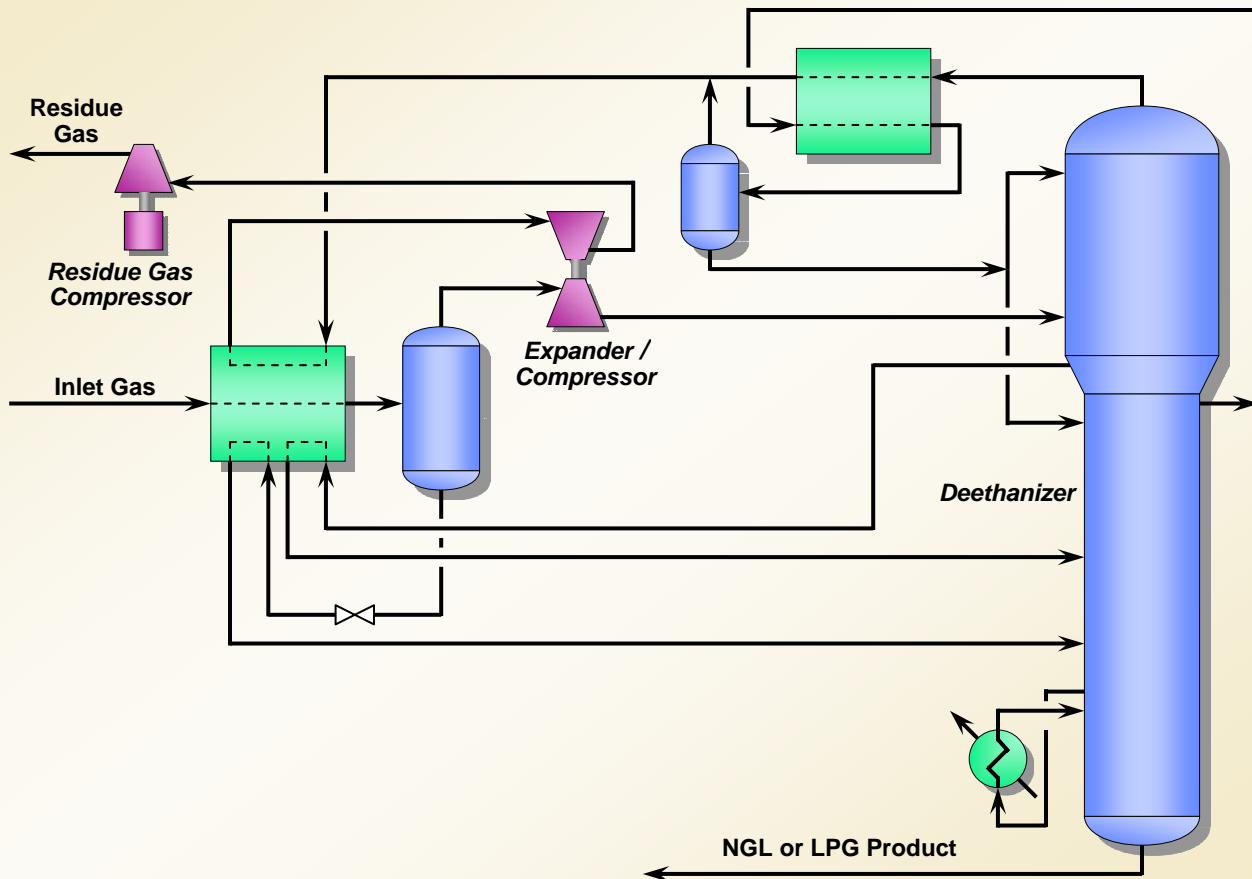 Residue
Gas
Residue Gas
Compressor
Expander /
Compressor
Inlet Gas
Deethanizer
NGL or LPG Product